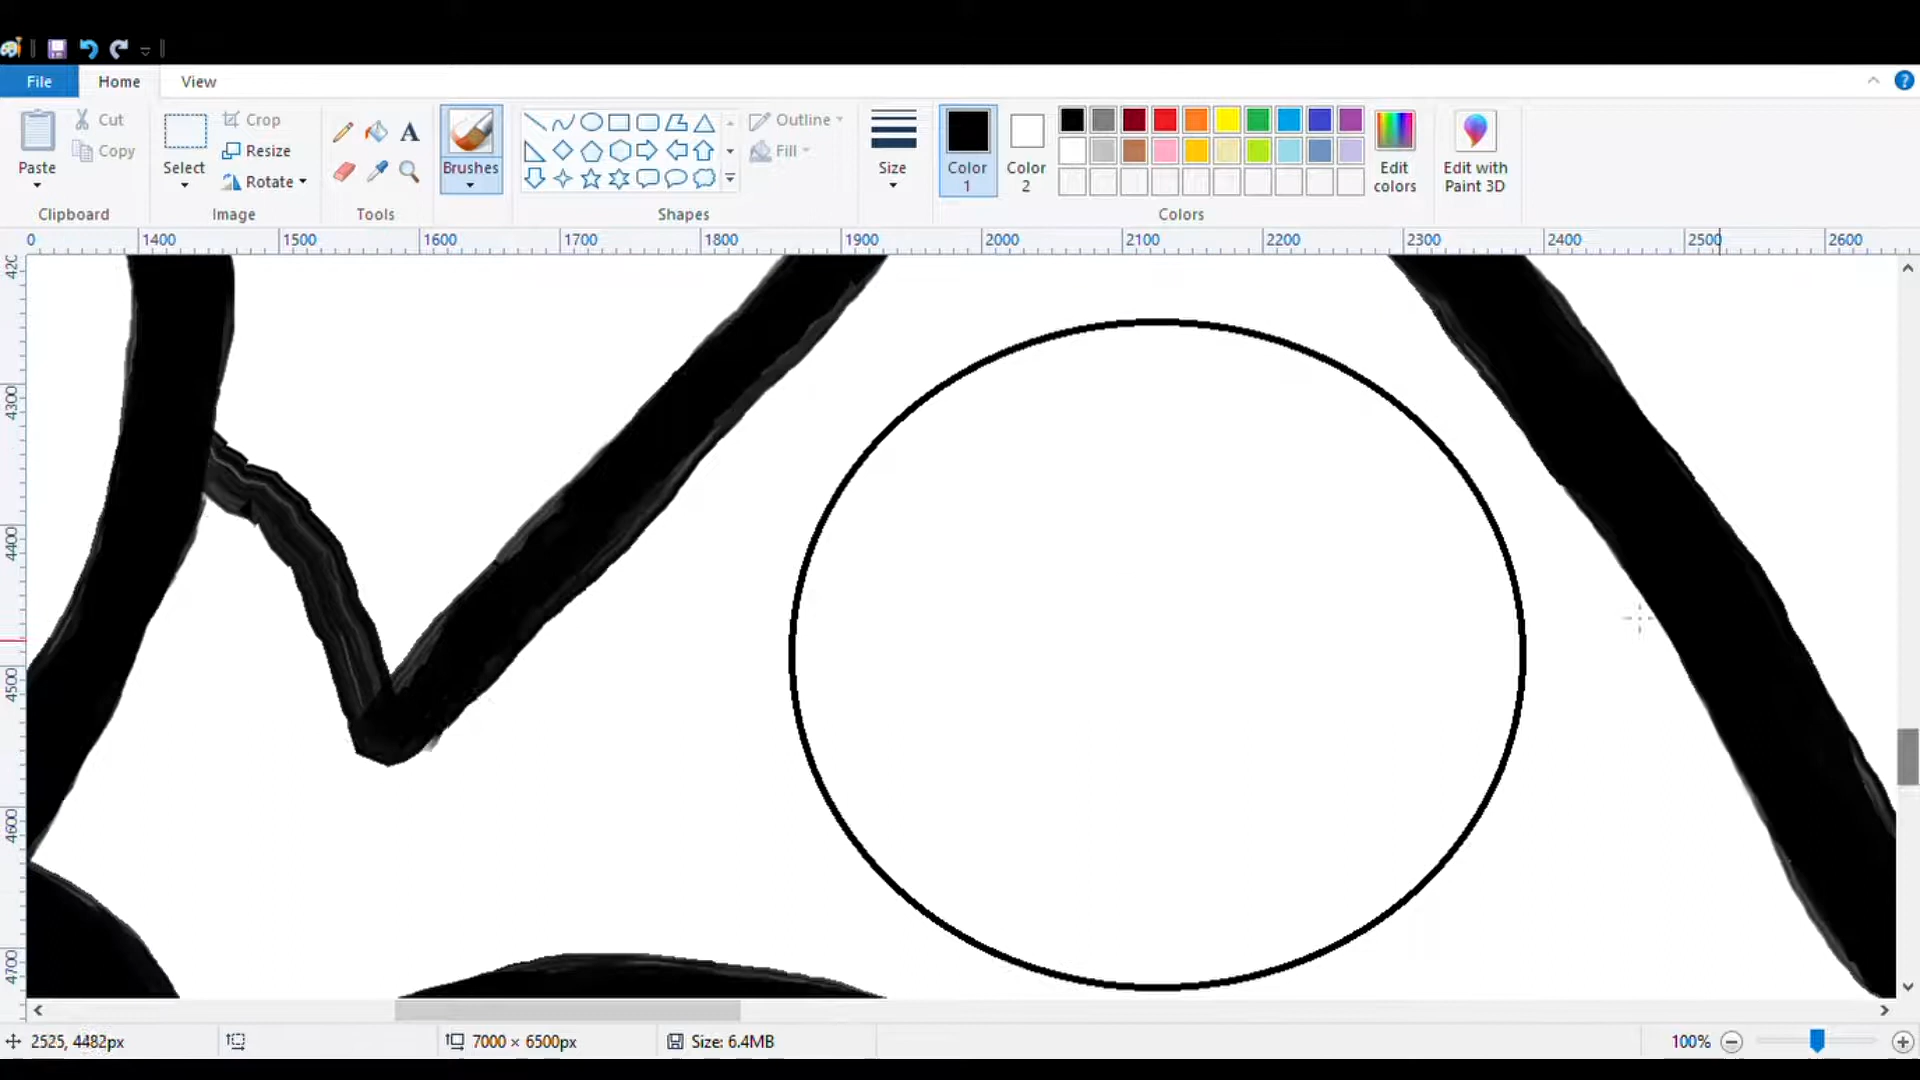 File Home View ?
Cut Crop Outline
Copy Resize A Fill
Paste Select Rotate Brushes Size Color 1 Color 2 Edit colors Edit with Paint 3D
Clipboard Image Tools Shapes Colors
0 1400 1500 1600 1700 1800 1900 2000 2100 2200 2300 2400 2500 2600
4300
4400
4500
4600
4700
2525, 4482px 7000 × 6500px Size: 6.4MB 100%